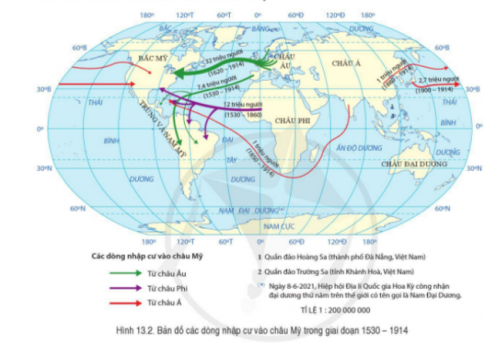 180° 120°T 60°T 0° 60°Đ 120°Đ 180°
60°B 60°B
BẮC MỸ
32 triệu người
(1620 – 1914)
CHÂU ÂU
CHÂU Á
7,4 triệu người
(1530 – 1914)
1 triệu người
2,7 triệu người
(1900 – 1914)
30°B 30°B
THÁI
12 triệu người
(1530 – 1860)
THÁI
TRUNG VÀ NAM MỸ
CHÂU PHI
0° 0°
BÌNH
ĐẠI
1 triệu người
ẤN ĐỘ DƯƠNG
BÌNH
TÂY
CHÂU ĐẠI DƯƠNG
30°N 30°N
DƯƠNG
DƯƠNG
DƯƠNG
60°N 60°N
NAM ĐẠI DƯƠNG
NAM CỰC
180° 120°T 60°T 0° 60°Đ 120°Đ 180°
Các dòng nhập cư vào châu Mỹ
Từ châu Âu
Từ châu Phi
Từ châu Á
1 Quần đảo Hoàng Sa (thành phố Đà Nẵng, Việt Nam)
2 Quần đảo Trường Sa (tỉnh Khánh Hoà, Việt Nam)
Ngày 8-6-2021, Hiệp hội Địa lí Quốc gia Hoa Kỳ công nhận
đại dương thứ năm trên thế giới có tên gọi là Nam Đại Dương.
TỈ LỆ 1 : 200 000 000
Hình 13.2. Bản đồ các dòng nhập cư vào châu Mỹ trong giai đoạn 1530 – 1914